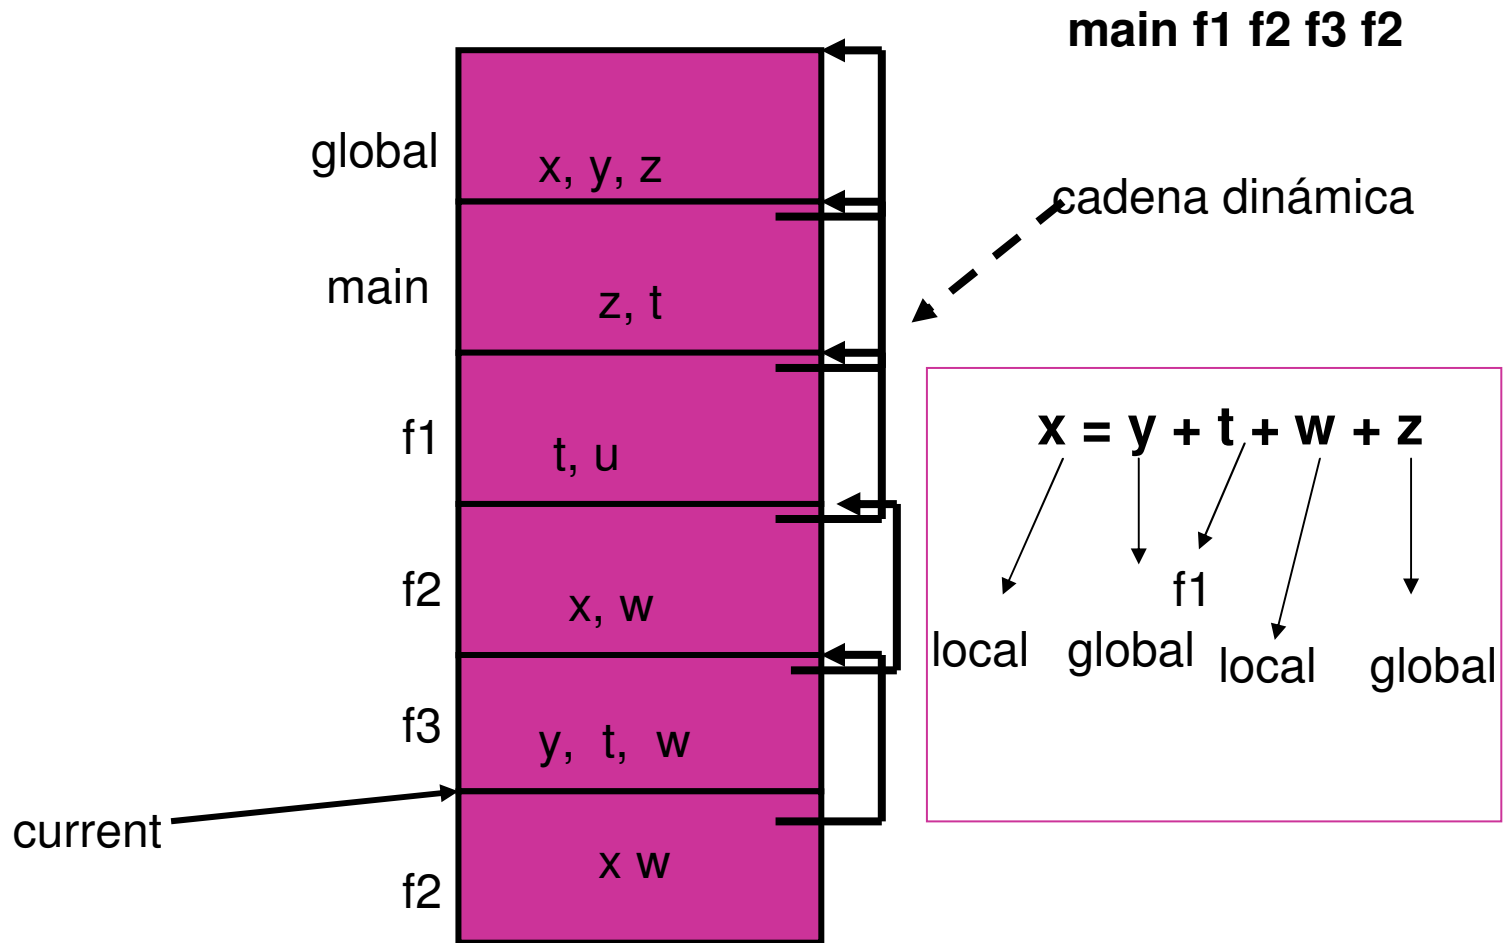 main f1 f2 f3 f2
global
x, y, z
cadena dinámica
main
z, t
f1
t, u
x = y + t + w + z
f2
x, w
f1
local
global
local
global
f3
y, t, w
current
f2
x w